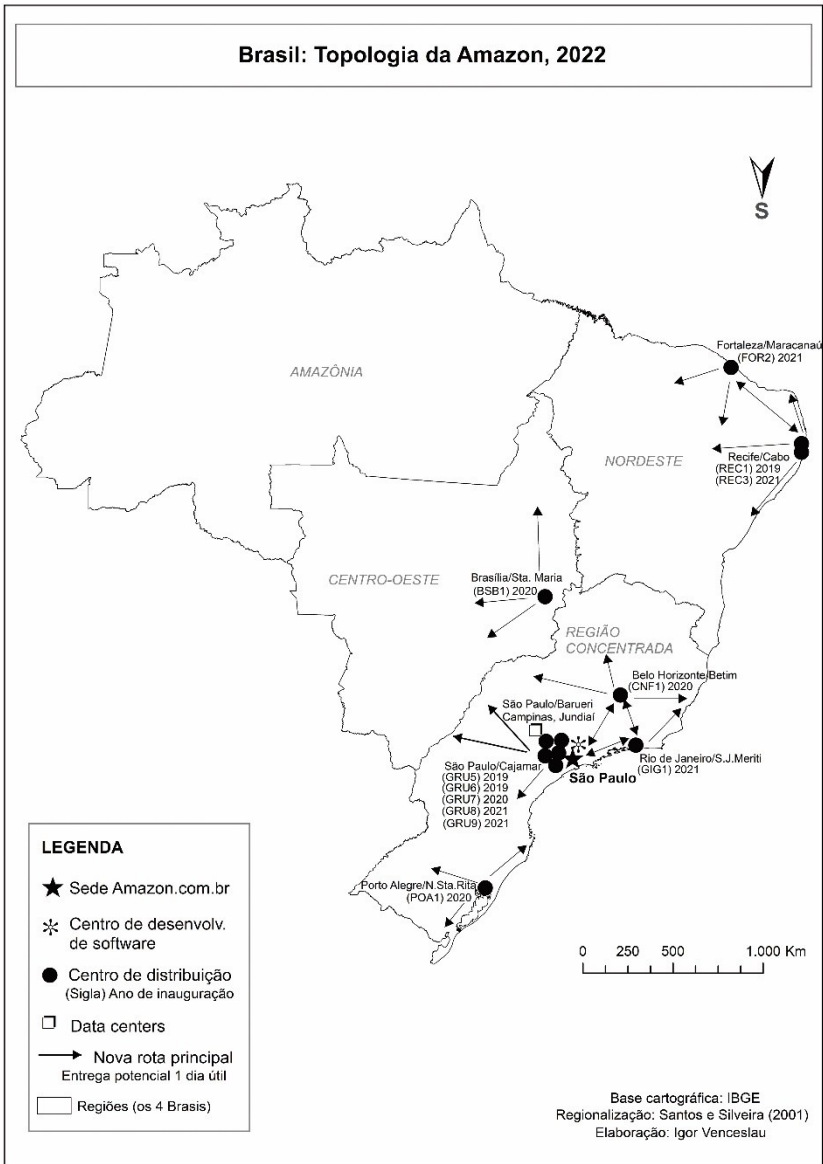 Brasil: Topologia da Amazon, 2022
S
AMAZÔNIA
Fortaleza/Maracanaú
(FOR2) 2021
NORDESTE
Recife/Cabo
(REC1) 2019
(REC3) 2021
CENTRO-OESTE
Brasília/Sta. Maria
(BSB1) 2020
REGIÃO
CONCENTRADA
Belo Horizonte/Betim
(CNF1) 2020
São Paulo/Barueri
Campinas, Jundiaí
Rio de Janeiro/S.J.Meriti
(GIG1) 2021
São Paulo/Cajamar
(GRU5) 2019
(GRU6) 2019
(GRU7) 2020
(GRU8) 2021
(GRU9) 2021
São Paulo
Porto Alegre/N.Sta.Rita
(POA1) 2020
LEGENDA
Sede Amazon.com.br
Centro de desenvolv.
de software
Centro de distribuição
(Sigla) Ano de inauguração
Data centers
Nova rota principal
Entrega potencial 1 dia útil
Regiões (os 4 Brasis)
0 250 500 1.000 Km
Base cartográfica: IBGE
Regionalização: Santos e Silveira (2001)
Elaboração: Igor Venceslau